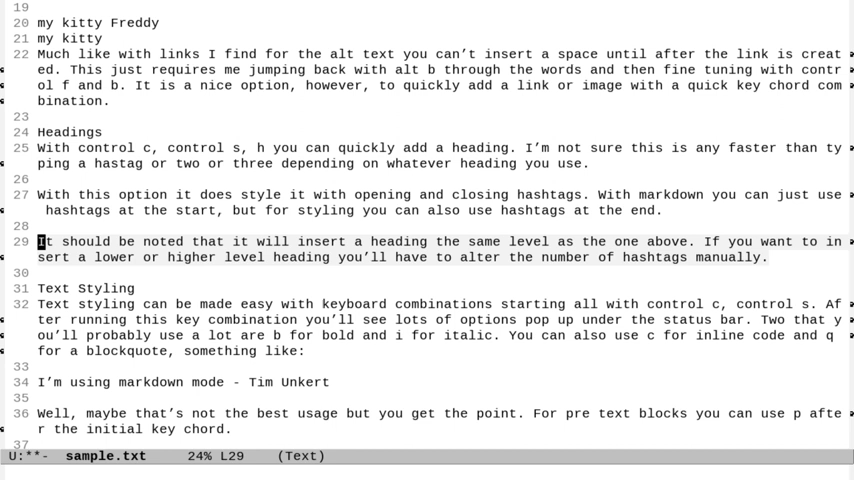 19
20 my kitty Freddy
21 my kitty
22 Much like with links I find for the alt text you can’t insert a space until after the link is creat
ed. This just requires me jumping back with alt b through the words and then fine tuning with contr
ol f and b. It is a nice option, however, to quickly add a link or image with a quick key chord com
bination.
23
24 Headings
25 With control c, control s, h you can quickly add a heading. I’m not sure this is any faster than ty
ping a hastag or two or three depending on whatever heading you use.
26
27 With this option it does style it with opening and closing hashtags. With markdown you can just use
hashtags at the start, but for styling you can also use hashtags at the end.
28
29 It should be noted that it will insert a heading the same level as the one above. If you want to in
sert a lower or higher level heading you’ll have to alter the number of hashtags manually.
30
31 Text Styling
32 Text styling can be made easy with keyboard combinations starting all with control c, control s. Af
ter running this key combination you’ll see lots of options pop up under the status bar. Two that y
ou’ll probably use a lot are b for bold and i for italic. You can also use c for inline code and q
for a blockquote, something like:
33
34 I’m using markdown mode - Tim Unkert
35
36 Well, maybe that’s not the best usage but you get the point. For pre text blocks you can use p afte
r the initial key chord.
37
U:**- sample.txt 24% L29 (Text)